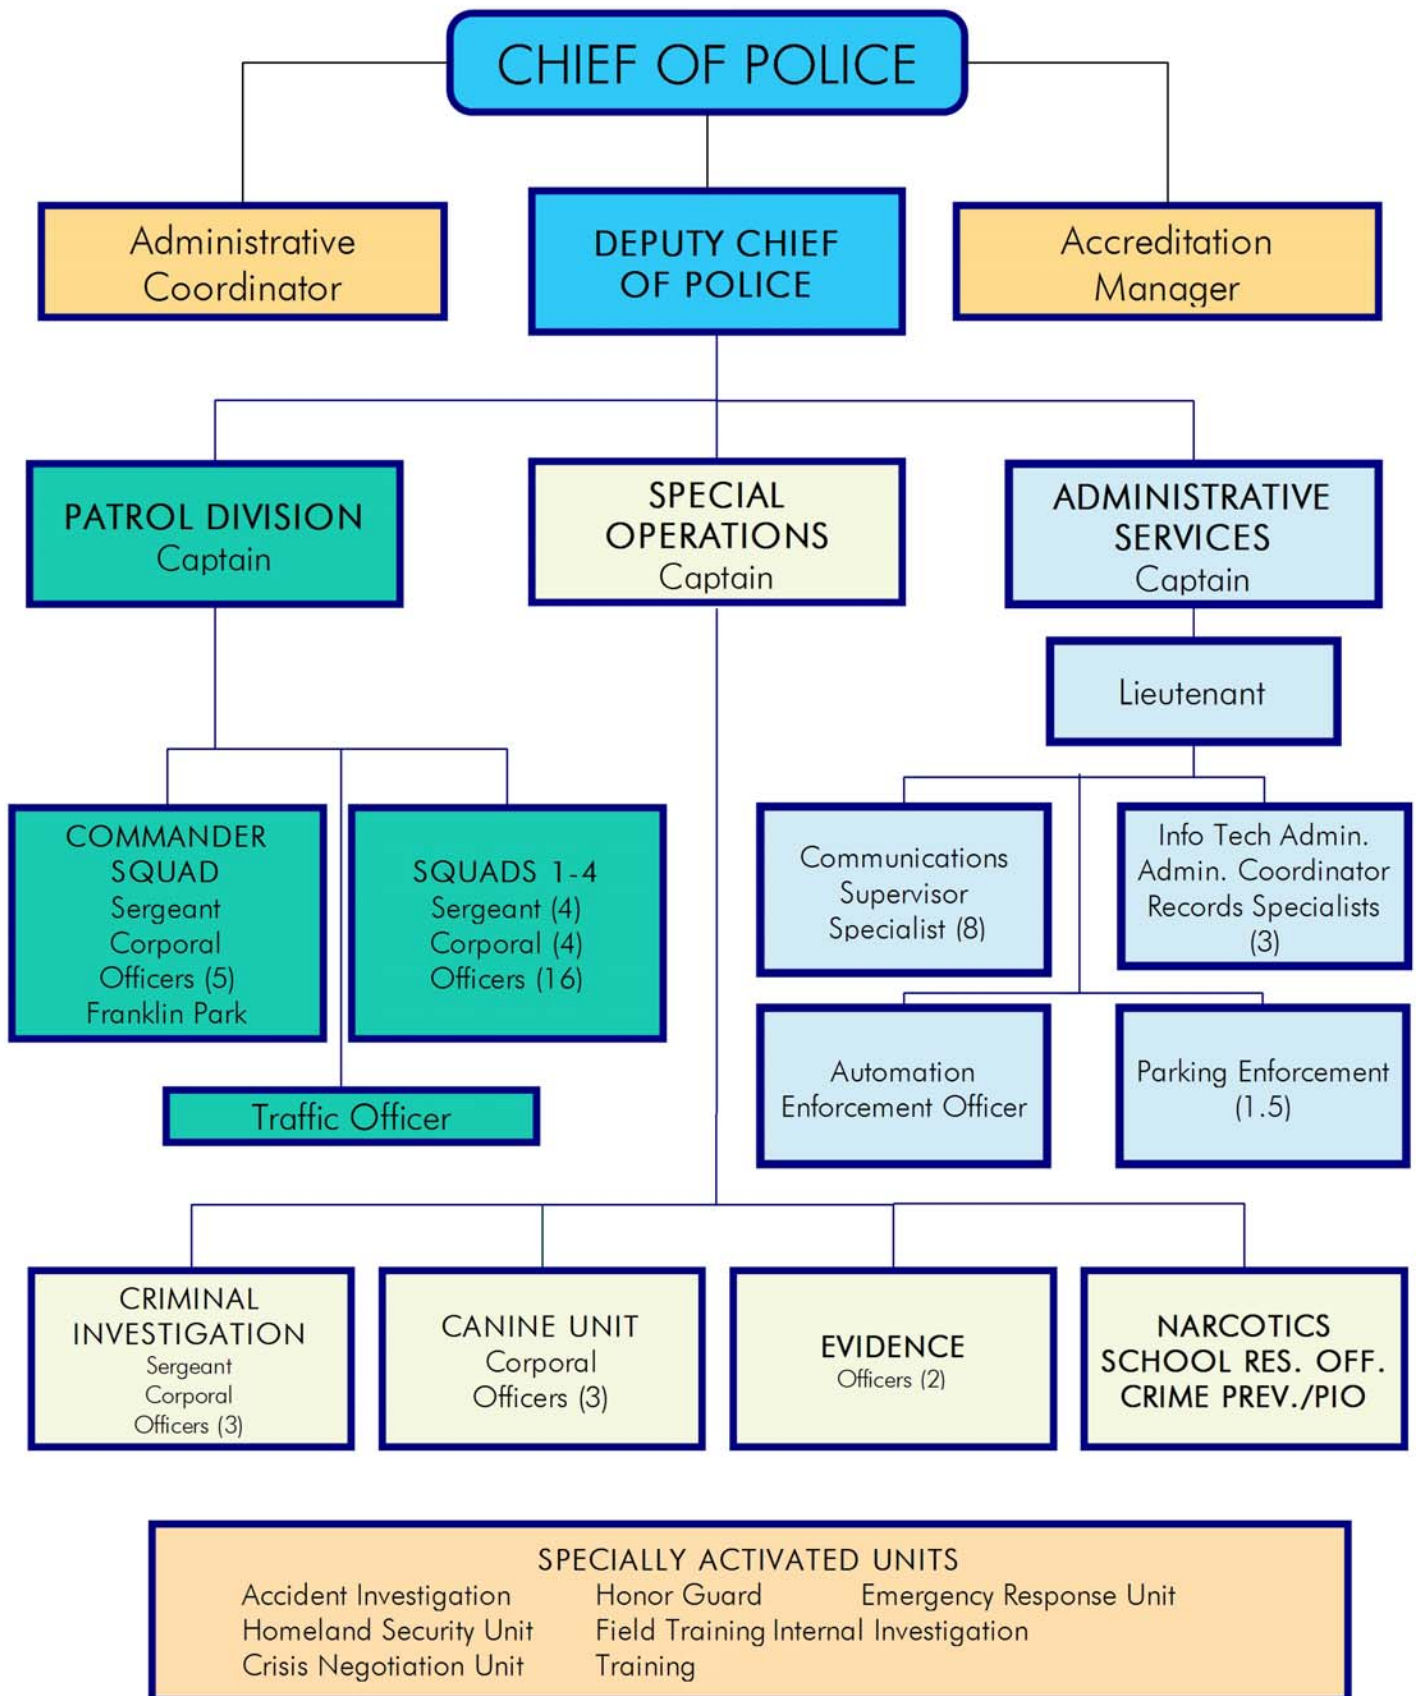 CHIEF OF POLICE
Administrative
Coordinator
DEPUTY CHIEF
OF POLICE
Accreditation
Manager
PATROL DIVISION
Captain
SPECIAL
OPERATIONS
Captain
ADMINISTRATIVE
SERVICES
Captain
Lieutenant
COMMANDER
SQUAD
Sergeant
Corporal
Officers (5)
Franklin Park
SQUADS 1-4
Sergeant (4)
Corporal (4)
Officers (16)
Communications
Supervisor
Specialist (8)
Info Tech Admin.
Admin. Coordinator
Records Specialists
(3)
Traffic Officer
Automation
Enforcement Officer
Parking Enforcement
(1.5)
CRIMINAL
INVESTIGATION
Sergeant
Corporal
Officers (3)
CANINE UNIT
Corporal
Officers (3)
EVIDENCE
Officers (2)
NARCOTICS
SCHOOL RES. OFF.
CRIME PREV./PIO
SPECIALLY ACTIVATED UNITS
Accident Investigation Honor Guard Emergency Response Unit
Homeland Security Unit Field Training Internal Investigation
Crisis Negotiation Unit Training